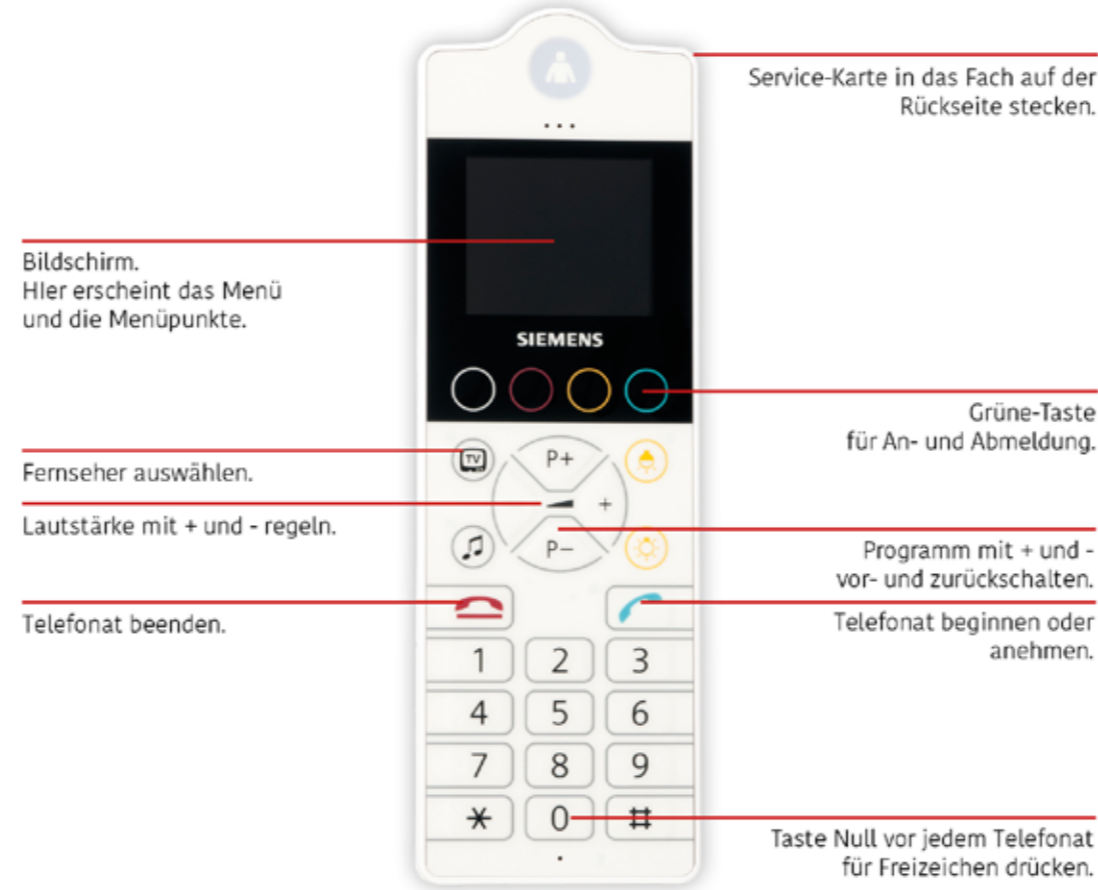 Service-Karte in das Fach auf der
Rückseite stecken.
Bildschirm.
HIer erscheint das Menü
und die Menüpunkte.
SIEMENS
Grüne-Taste
für An- und Abmeldung.
TV
P+
Fernseher auswählen.
+
Lautstärke mit + und - regeln.
P−
Programm mit + und -
vor- und zurückschalten.
Telefonat beenden.
Telefonat beginnen oder
anehmen.
1 2 3
4 5 6
7 8 9
* 0 #
Taste Null vor jedem Telefonat
für Freizeichen drücken.